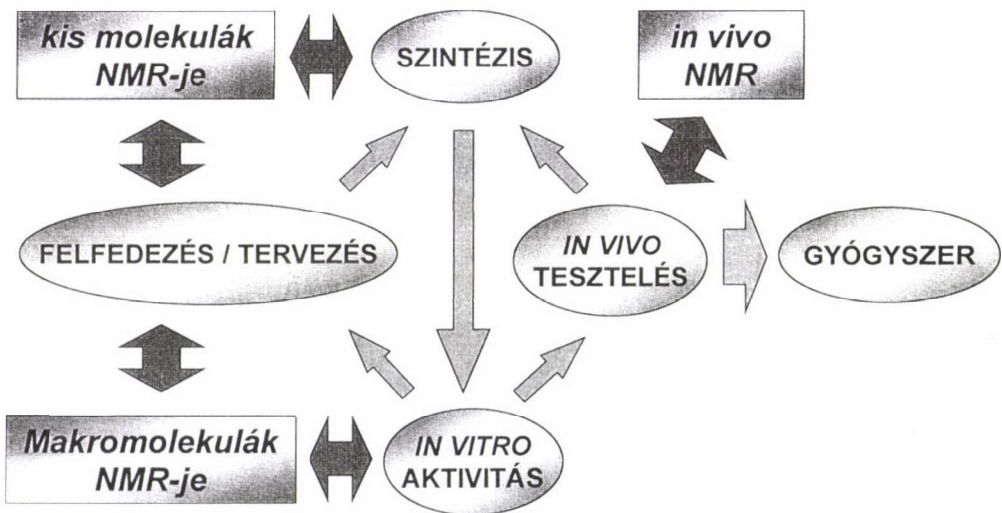 kis molekulák
NMR-je
SZINTÉZIS
in vivo
NMR
FELFEDEZÉS / TERVEZÉS
IN VIVO
TESZTELÉS
GYÓGYSZER
Makromolekulák
NMR-je
IN VITRO
AKTIVITÁS